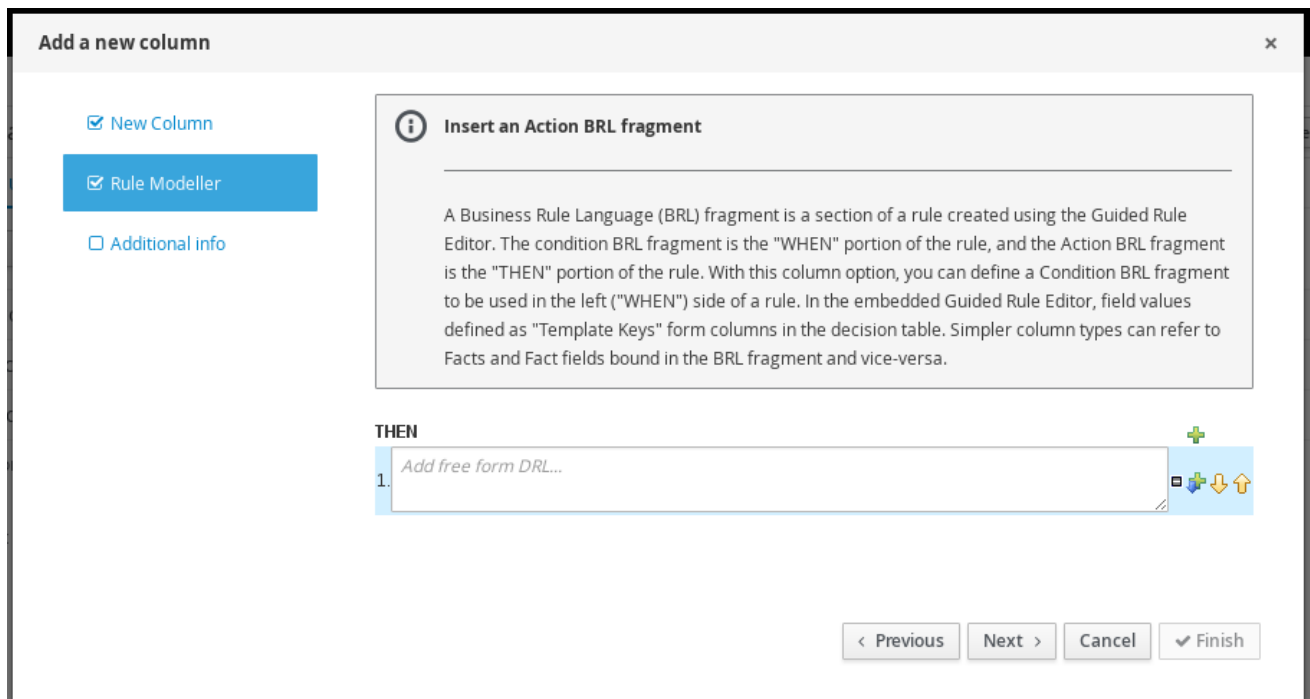 Add a new column
×
New Column
Rule Modeller
Additional info
Insert an Action BRL fragment
A Business Rule Language (BRL) fragment is a section of a rule created using the Guided Rule
Editor. The condition BRL fragment is the "WHEN" portion of the rule, and the Action BRL fragment
is the "THEN" portion of the rule. With this column option, you can define a Condition BRL fragment
to be used in the left ("WHEN") side of a rule. In the embedded Guided Rule Editor, field values
defined as "Template Keys" form columns in the decision table. Simpler column types can refer to
Facts and Fact fields bound in the BRL fragment and vice-versa.
THEN
1. Add free form DRL...
< Previous Next > Cancel Finish